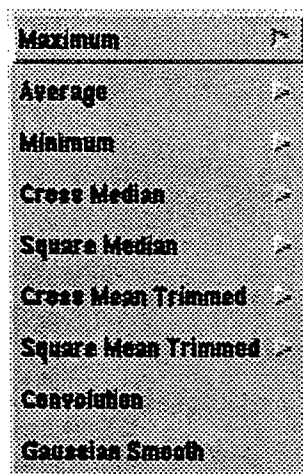 Maximum
Average
Minimum
Cross Median
Square Median
Cross Mean Trimmed
Square Mean Trimmed
Convolution
Gaussian Smooth